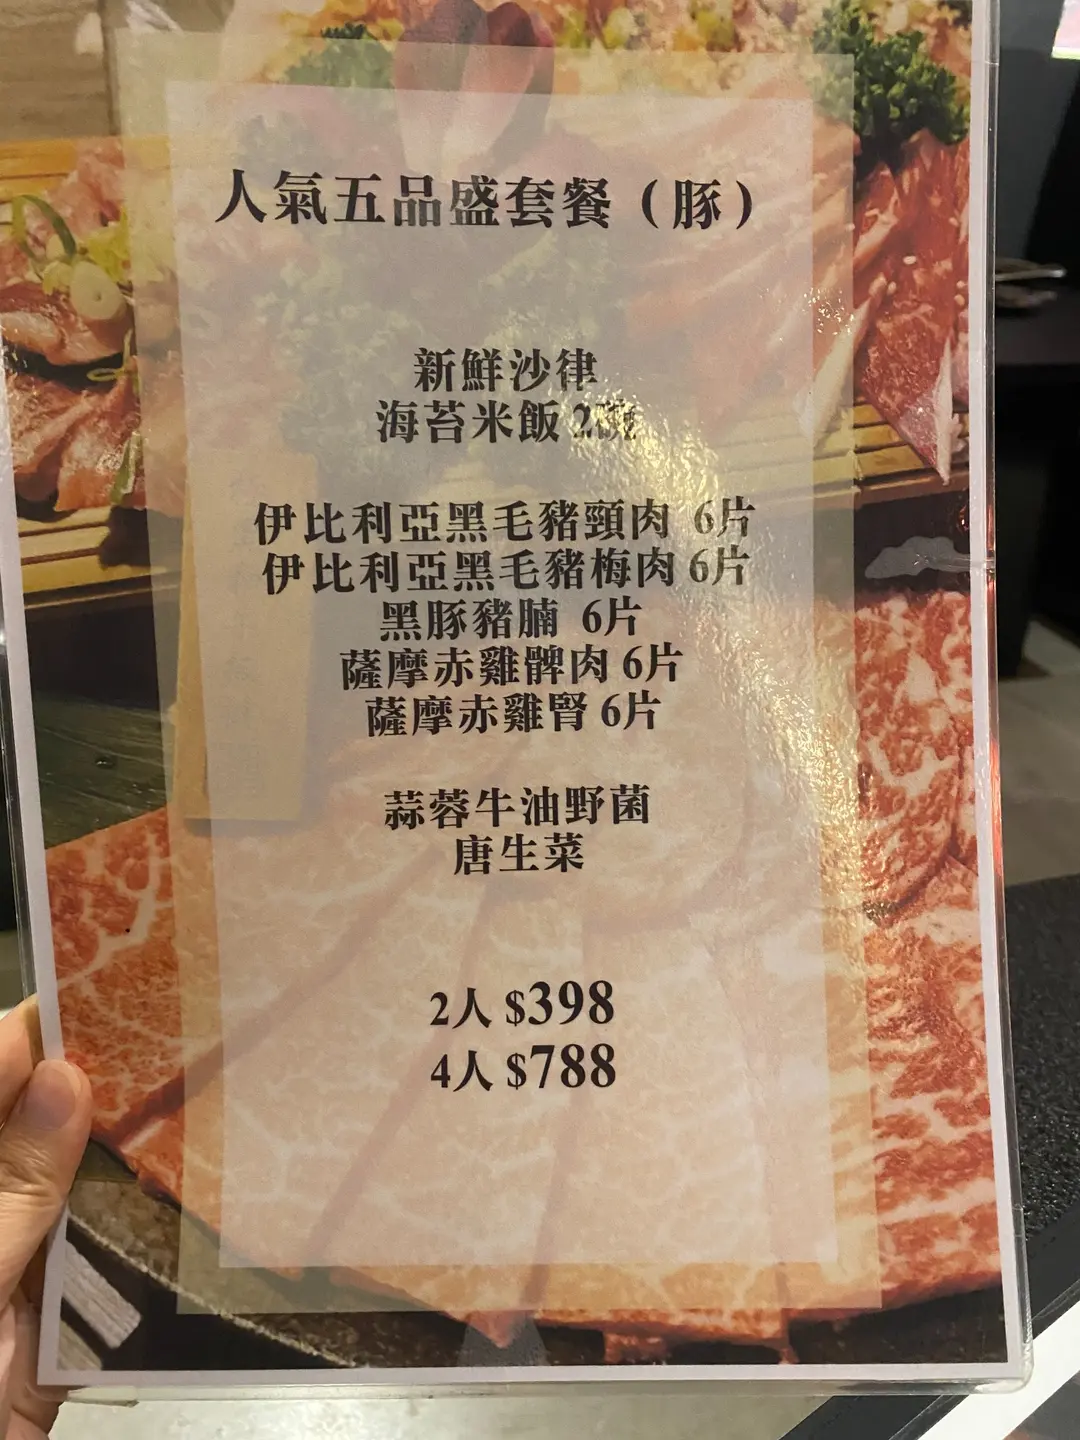 人氣五品盛套餐（豚）
新鮮沙律
海苔米飯 2碗
伊比利亞黑毛豬頸肉 6片
伊比利亞黑毛豬梅肉 6片
黑豚豬腩 6片
薩摩赤雞髀肉 6片
薩摩赤雞腎 6片
蒜蓉牛油野菌
唐生菜
2人 $398
4人 $788